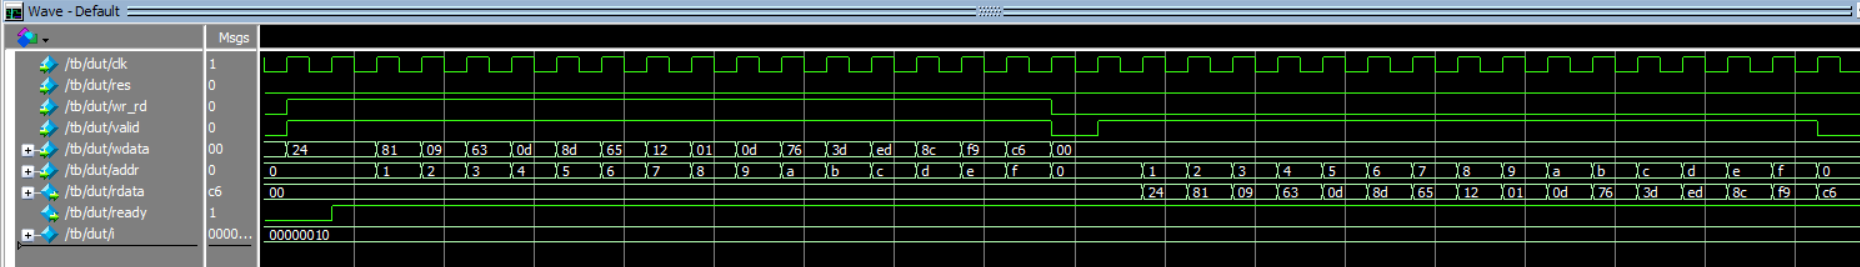 Wave - Default
Msgs
/tb/dut/clk 1
/tb/dut/res 0
/tb/dut/wr_rd 0
/tb/dut/valid 0
/tb/dut/wdata 00 24 81 09 63 0d 8d 65 12 01 0d 76 3d ed 8c f9 c6 00
/tb/dut/addr 0 0 1 2 3 4 5 6 7 8 9 a b c d e f 0 1 2 3 4 5 6 7 8 9 a b c d e f 0
/tb/dut/rdata c6 00 24 81 09 63 0d 8d 65 12 01 0d 76 3d ed 8c f9 c6
/tb/dut/ready 1
/tb/dut/i 0000... 00000010